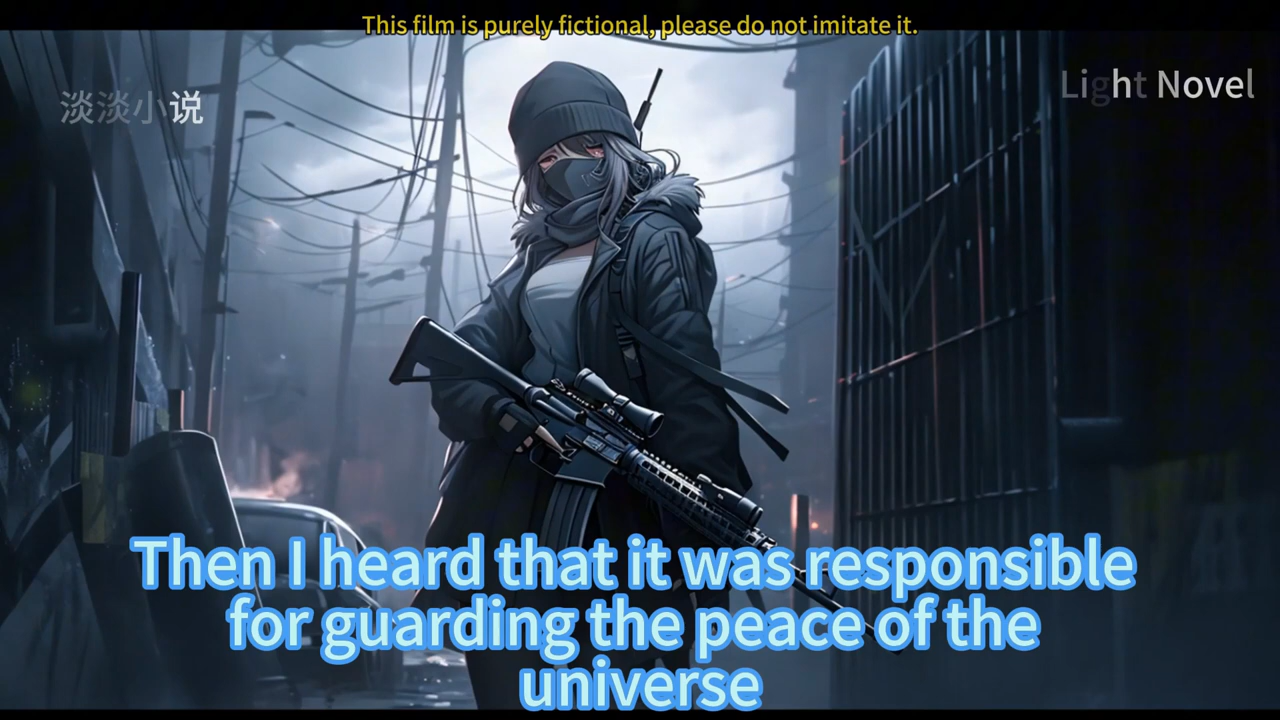 This film is purely fictional, please do not imitate it.
淡淡小说
Light Novel
Then I heard that it was responsible
for guarding the peace of the
universe